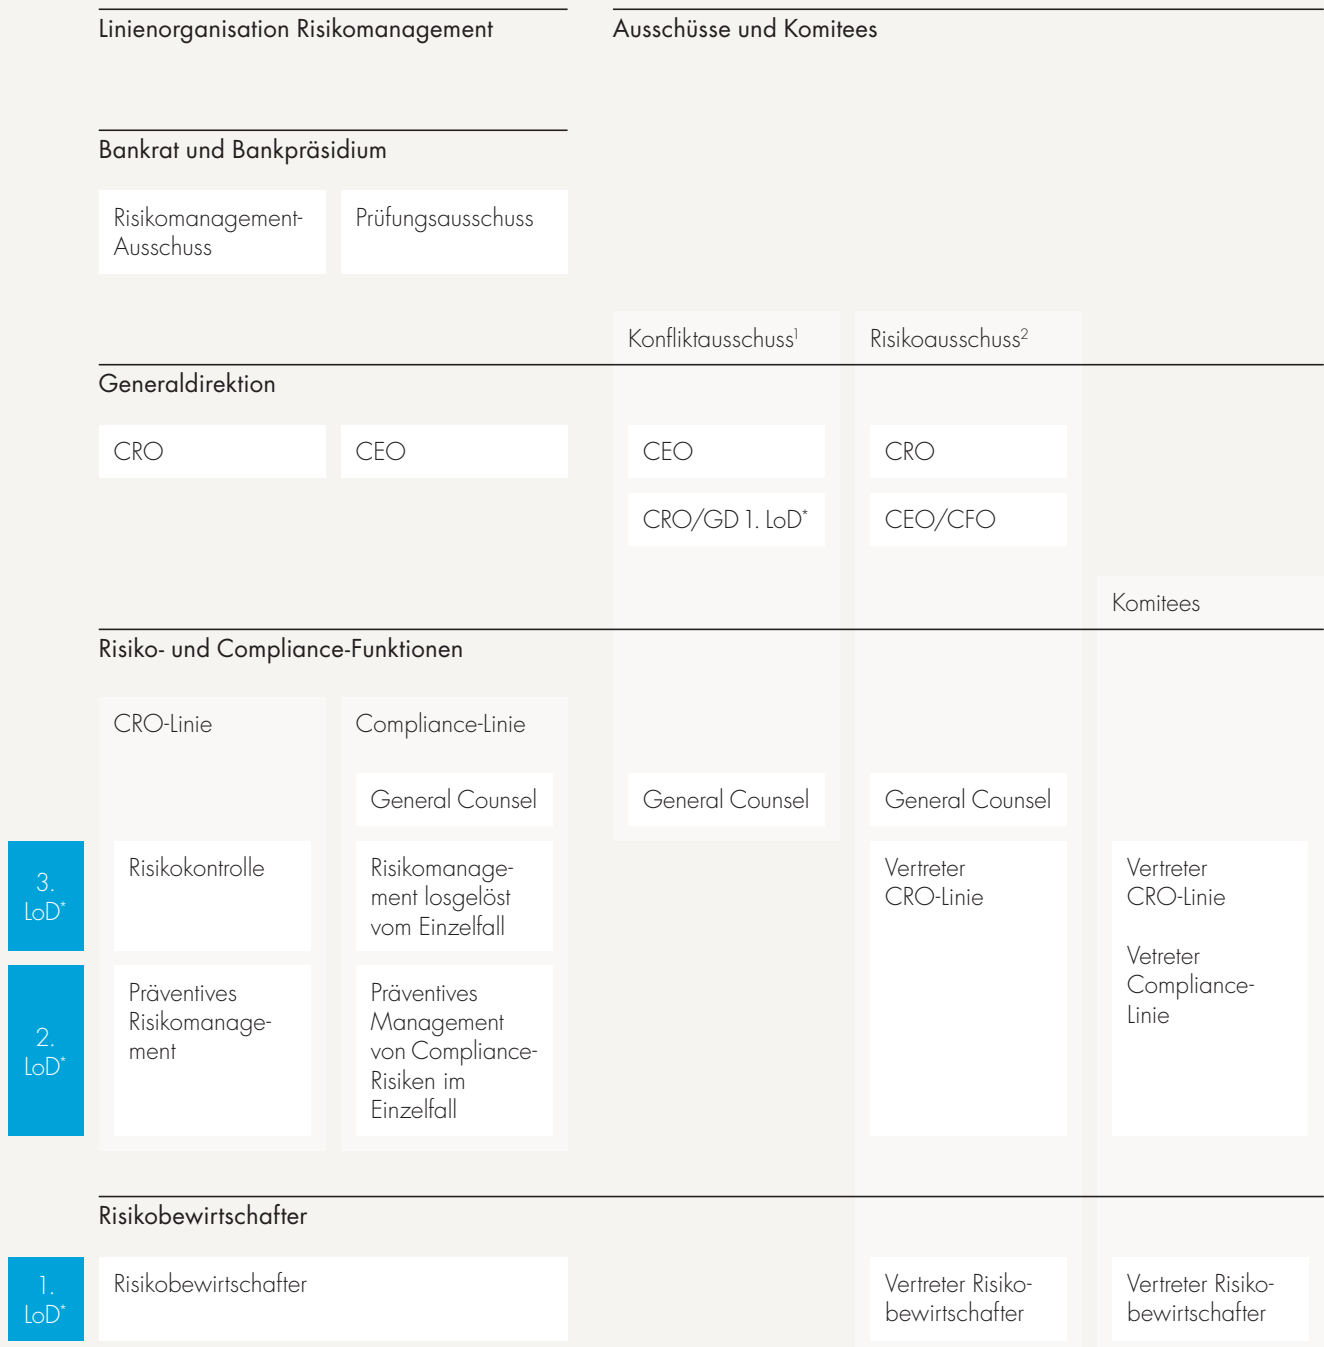 Linienorganisation Risikomanagement
Ausschüsse und Komitees
Bankrat und Bankpräsidium
Risikomanagement-
Ausschuss
Prüfungsausschuss
Konfliktausschuss¹
Risikoausschuss²
Generaldirektion
CRO
CEO
CEO
CRO
CRO/GD 1. LoD*
CEO/CFO
Komitees
Risiko- und Compliance-Funktionen
CRO-Linie
Compliance-Linie
General Counsel
General Counsel
General Counsel
3.
LoD*
Risikokontrolle
Risikomanage-
ment losgelöst
vom Einzelfall
Vertreter
CRO-Linie
Vertreter
CRO-Linie
Vetreter
Compliance-
Linie
2.
LoD*
Präventives
Risikomanage-
ment
Präventives
Management
von Compliance-
Risiken im
Einzelfall
Risikobewirtschafter
1.
LoD*
Risikobewirtschafter
Vertreter Risiko-
bewirtschafter
Vertreter Risiko-
bewirtschafter